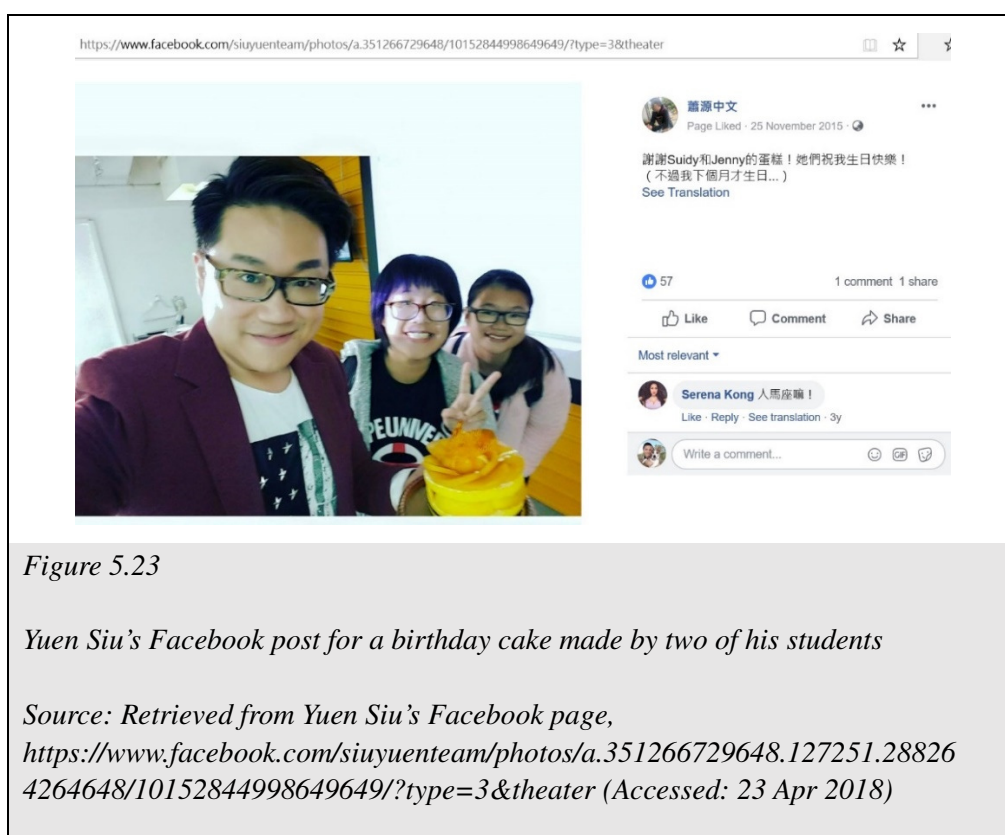 https://www.facebook.com/siuyuenteam/photos/a.351266729648/10152844998649649/?type=3&theater
蕭源中文
Page Liked · 25 November 2015 ·
謝謝Suidy和Jenny的蛋糕！她們祝我生日快樂！
（不過我下個月才生日...）
See Translation
57
1 comment 1 share
Like
Comment
Share
Most relevant
Serena Kong 人馬座嘛！
Like · Reply · See translation · 3y
Write a comment...
GIF
Figure 5.23
Yuen Siu’s Facebook post for a birthday cake made by two of his students
Source: Retrieved from Yuen Siu’s Facebook page,
https://www.facebook.com/siuyuenteam/photos/a.351266729648.127251.28826
4264648/10152844998649649/?type=3&theater (Accessed: 23 Apr 2018)